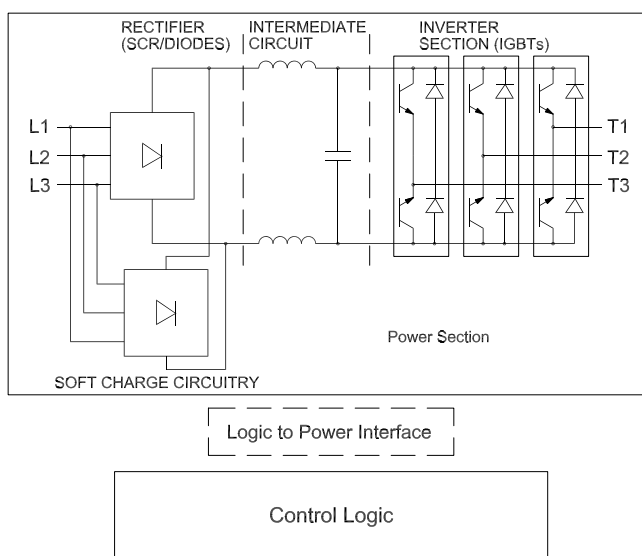 RECTIFIER
(SCR/DIODES)
INTERMEDIATE
CIRCUIT
INVERTER
SECTION (IGBTs)
L1
L2
L3
T1
T2
T3
Power Section
SOFT CHARGE CIRCUITRY
Logic to Power Interface
Control Logic